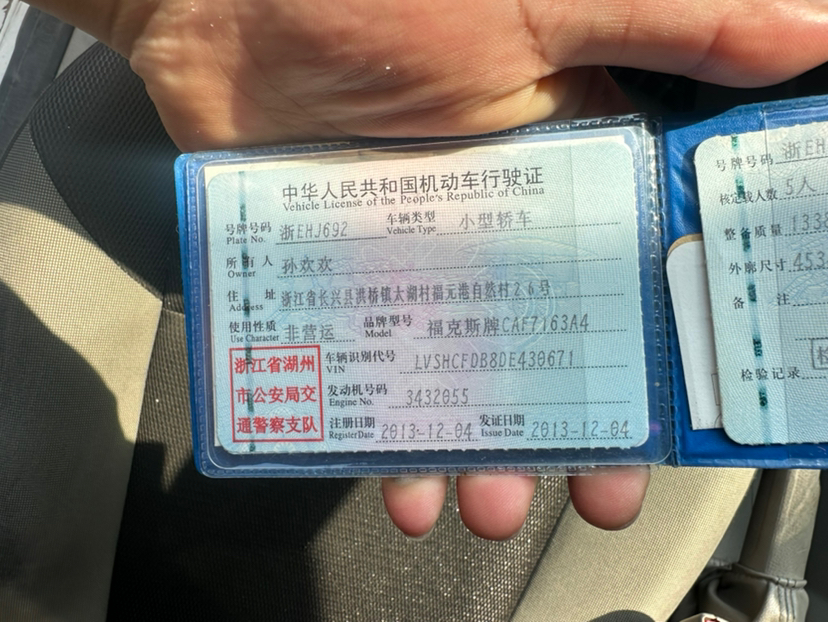 中华人民共和国机动车行驶证
Vehicle License of the People's Republic of China
号牌号码 浙EHJ692 车辆类型 小型轿车
Plate No. Vehicle Type
所有人 孙欢欢
Owner
住址 浙江省长兴县洪桥镇太湖村福元港自然村26号
Address
使用性质 非营运 品牌型号 福克斯牌CAF7163A4
Use Character Model
浙江省湖州
市公安局交
通警察支队
车辆识别代号 LVSHCFDB8DE430671
VIN
发动机号码 3432055
Engine No.
注册日期 2013-12-04 发证日期 2013-12-04
Register Date Issue Date
号牌号码 浙EH
核定载人数 5人
整备质量 133
外廓尺寸 453
备注
检验记录